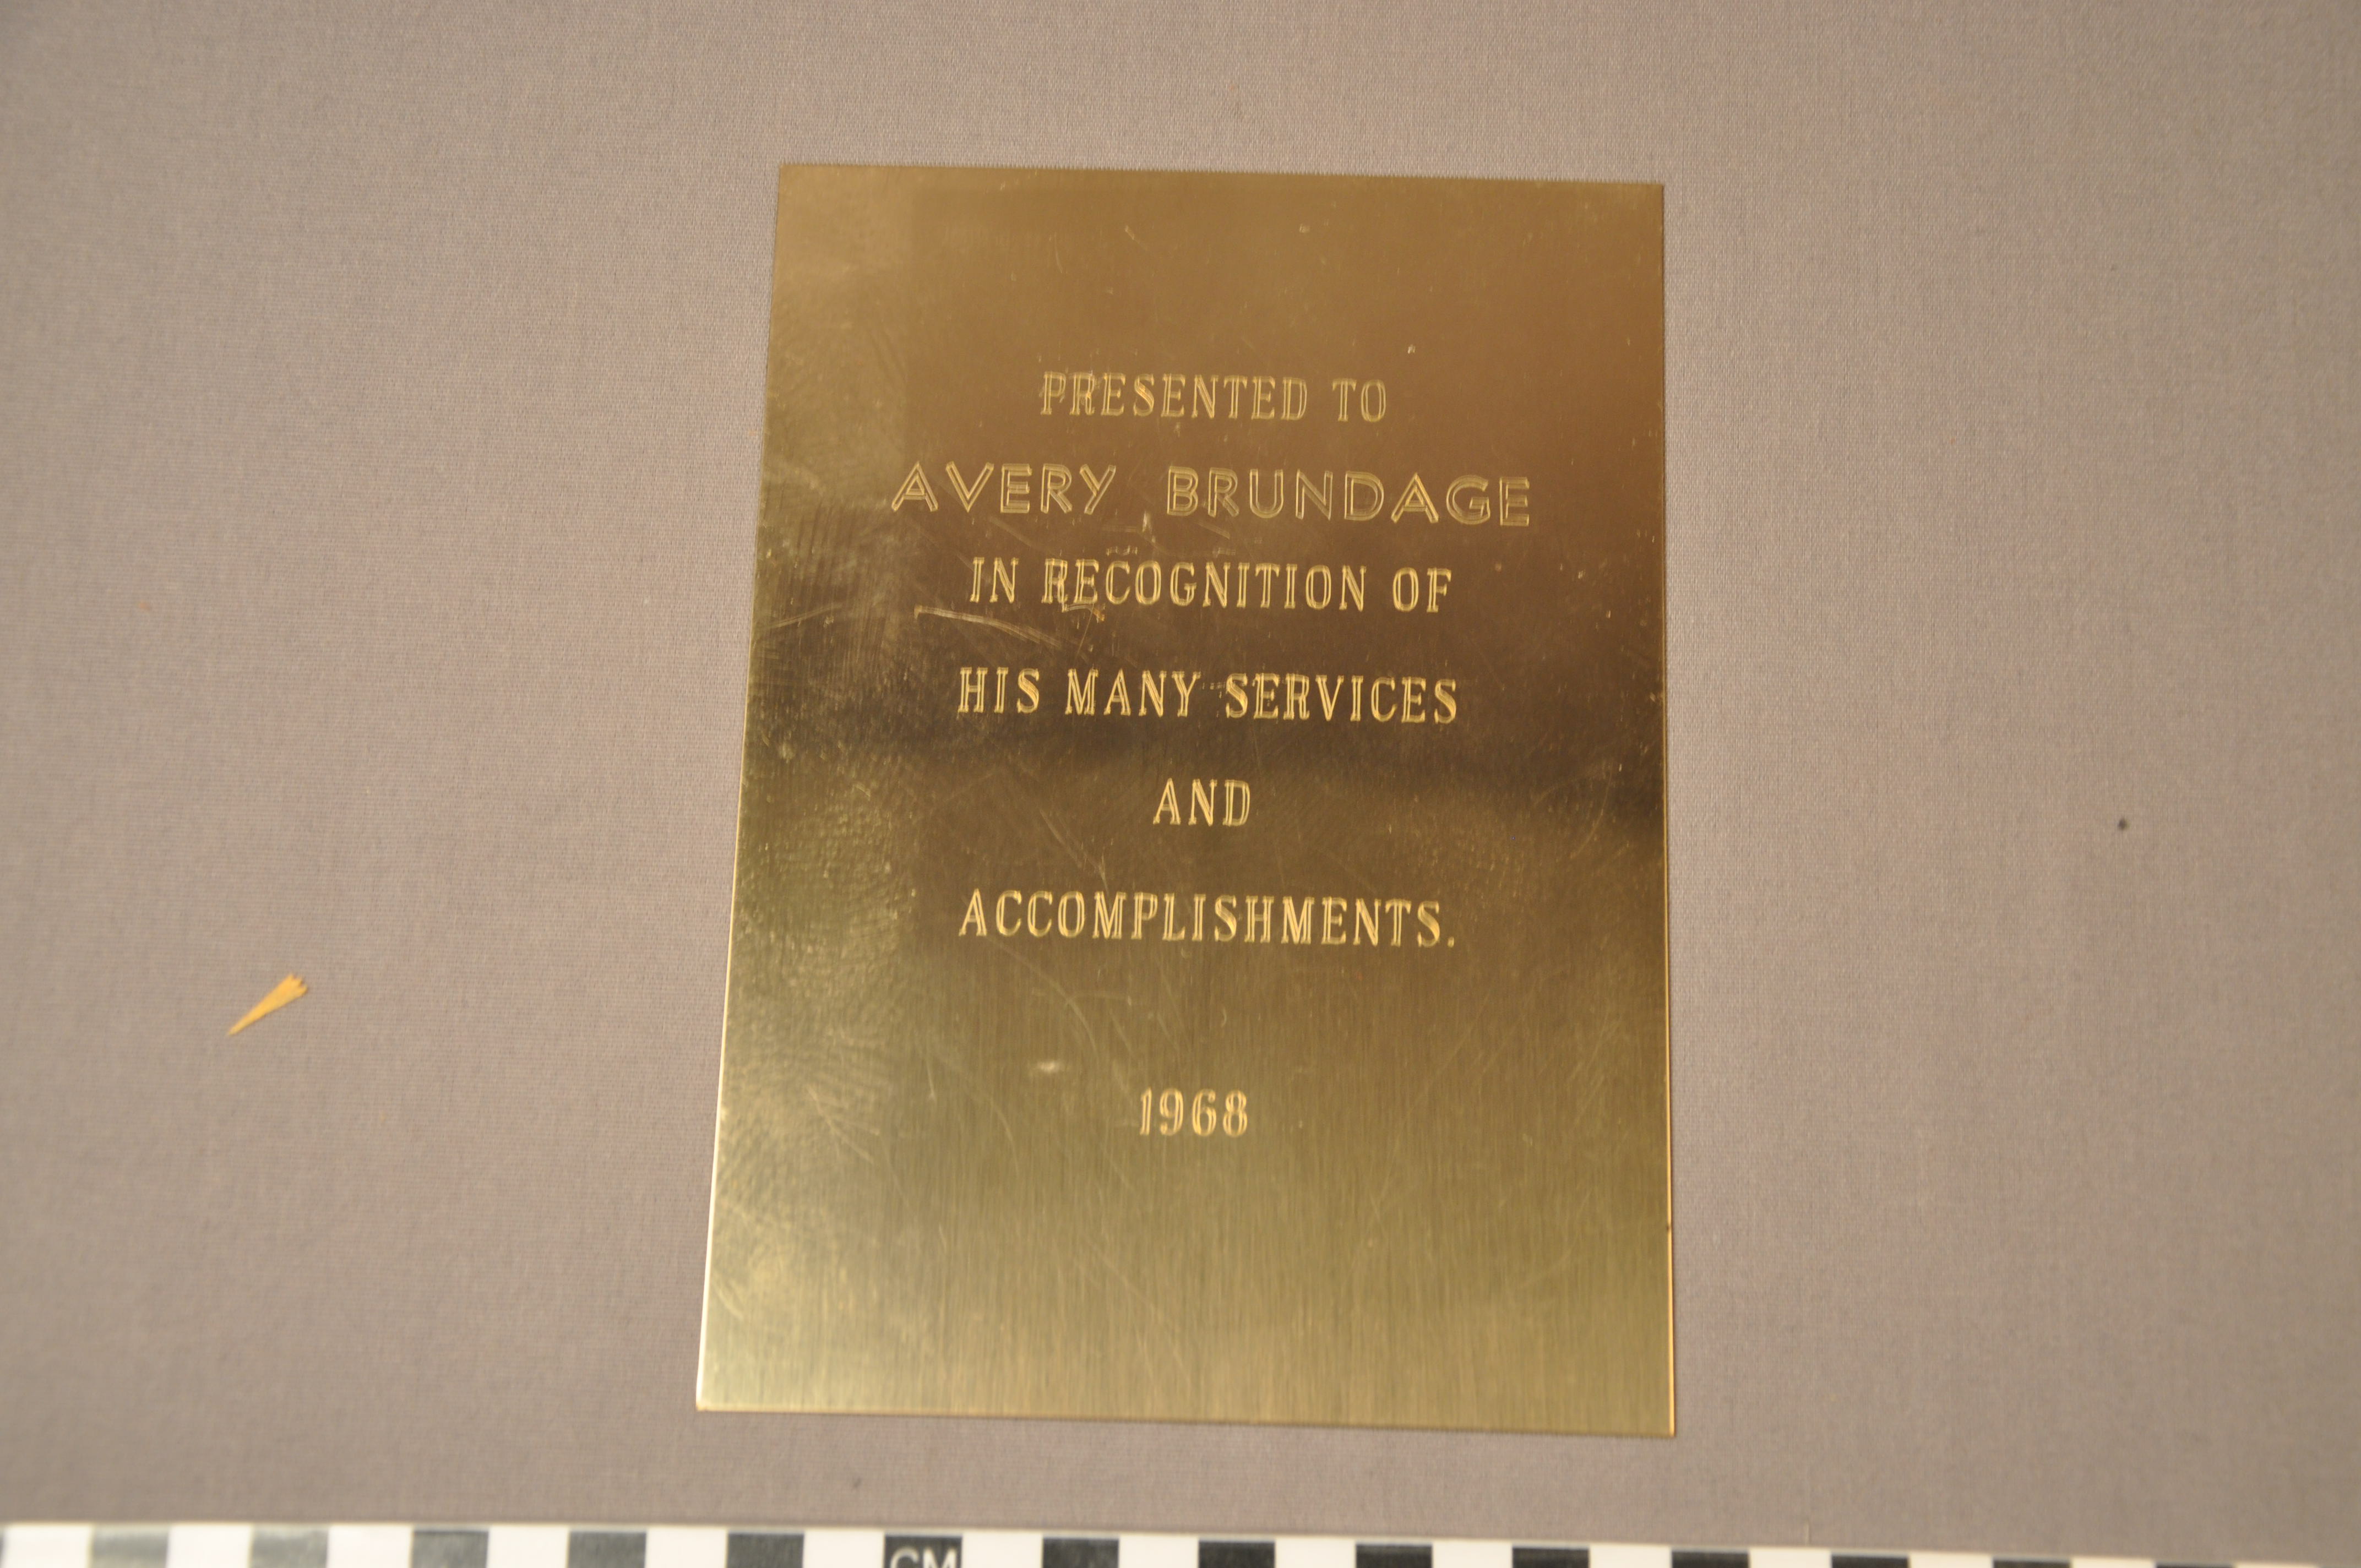 PRESENTED TO
AVERY BRUNDAGE
IN RECOGNITION OF
HIS MANY SERVICES
AND
ACCOMPLISHMENTS.
1968
CM